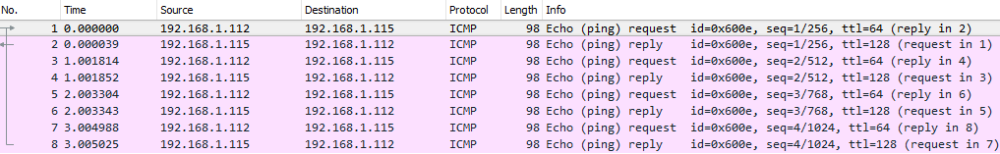 No. Time Source Destination Protocol Length Info
1 0.000000 192.168.1.112 192.168.1.115 ICMP 98 Echo (ping) request id=0x600e, seq=1/256, ttl=64 (reply in 2)
2 0.000039 192.168.1.115 192.168.1.112 ICMP 98 Echo (ping) reply id=0x600e, seq=1/256, ttl=128 (request in 1)
3 1.001814 192.168.1.112 192.168.1.115 ICMP 98 Echo (ping) request id=0x600e, seq=2/512, ttl=64 (reply in 4)
4 1.001852 192.168.1.115 192.168.1.112 ICMP 98 Echo (ping) reply id=0x600e, seq=2/512, ttl=128 (request in 3)
5 2.003304 192.168.1.112 192.168.1.115 ICMP 98 Echo (ping) request id=0x600e, seq=3/768, ttl=64 (reply in 6)
6 2.003343 192.168.1.115 192.168.1.112 ICMP 98 Echo (ping) reply id=0x600e, seq=3/768, ttl=128 (request in 5)
7 3.004988 192.168.1.112 192.168.1.115 ICMP 98 Echo (ping) request id=0x600e, seq=4/1024, ttl=64 (reply in 8)
8 3.005025 192.168.1.115 192.168.1.112 ICMP 98 Echo (ping) reply id=0x600e, seq=4/1024, ttl=128 (request in 7)